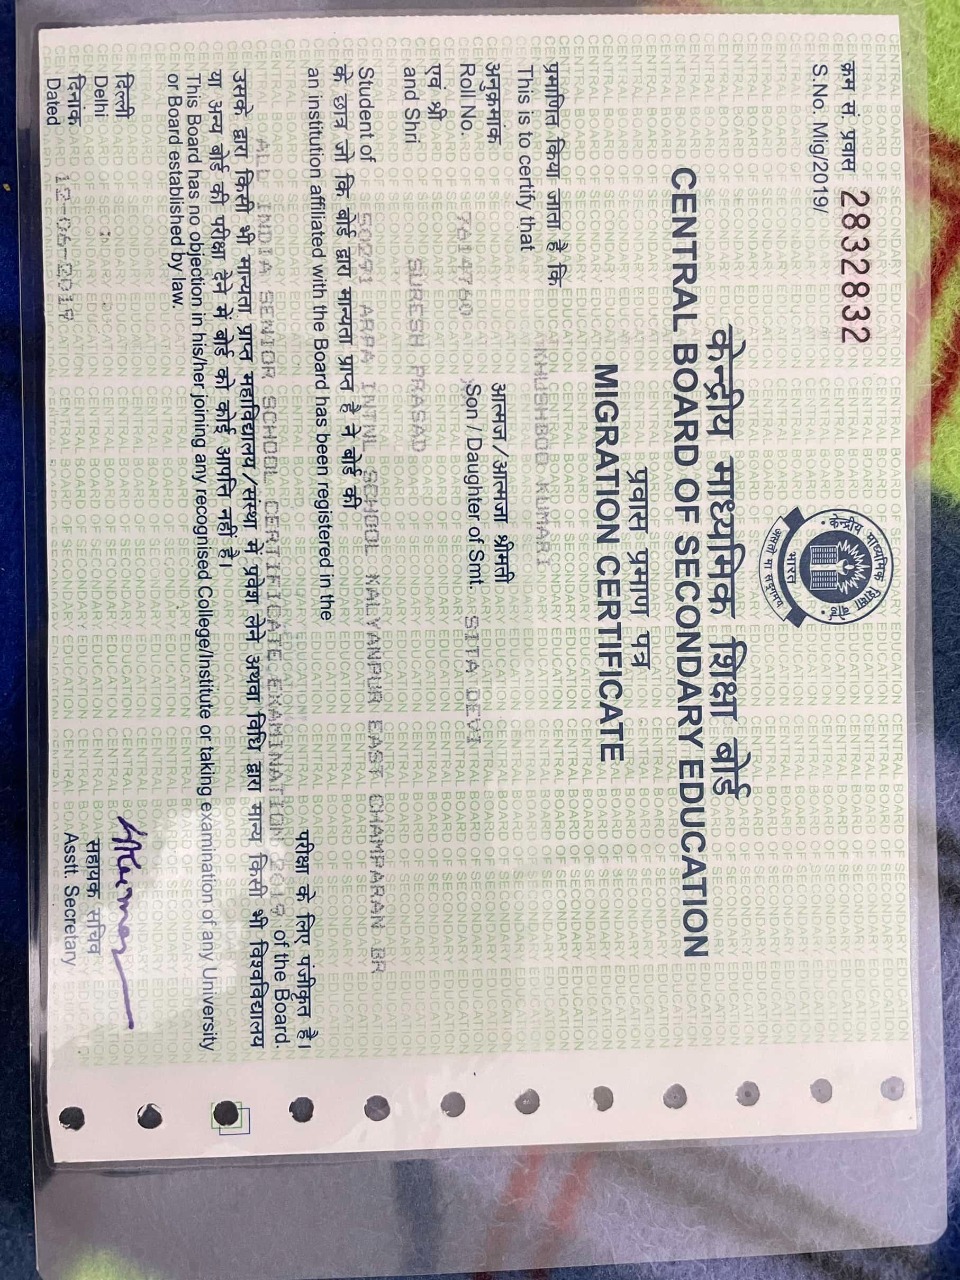 क्रम सं. प्रवास 2832832
S.No. Mig/2019/
केन्द्रीय माध्यमिक शिक्षा बोर्ड
भारत
असतो मा सद्गमय
केन्द्रीय माध्यमिक शिक्षा बोर्ड
CENTRAL BOARD OF SECONDARY EDUCATION
प्रवास प्रमाण पत्र
MIGRATION CERTIFICATE
प्रमाणित किया जाता है कि
This is to certify that KHUSHBOO KUMARI
अनुक्रमांक आत्मज/आत्मजा श्रीमती
Roll No. 7614760 Son / Daughter of Smt. SITA DEVI
एवं श्री
and Shri SURESH PRASAD
Student of 50291 ARPA INTNL SCHOOL KALYANPUR EAST CHAMPARAN BR
के छात्र जो कि बोर्ड द्वारा मान्यता प्राप्त है ने बोर्ड की परीक्षा के लिए पंजीकृत है।
an institution affiliated with the Board has been registered in the
ALL INDIA SENIOR SCHOOL CERTIFICATE EXAMINATION 2019 of the Board.
उसके द्वारा किसी भी मान्यता प्राप्त महाविद्यालय/संस्था में प्रवेश लेने अथवा विधि द्वारा मान्य किसी भी विश्वविद्यालय
या अन्य बोर्ड की परीक्षा देने में बोर्ड को कोई आपत्ति नहीं है।
This Board has no objection in his/her joining any recognised College/Institute or taking examination of any University
or Board established by law.
दिल्ली
Delhi
दिनांक सहायक सचिव
Dated 12-06-2019 Asstt. Secretary